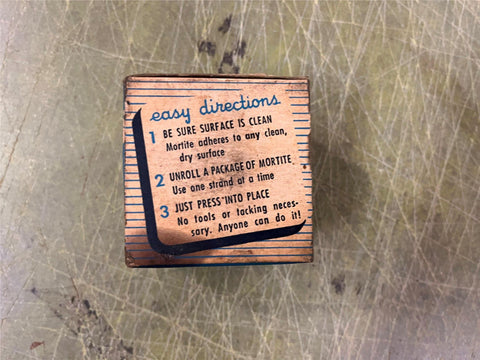 easy directions
1 BE SURE SURFACE IS CLEAN
Mortite adheres to any clean,
dry surface
2 UNROLL A PACKAGE OF MORTITE
Use one strand at a time
3 JUST PRESS INTO PLACE
No tools or tacking neces-
sary. Anyone can do it!